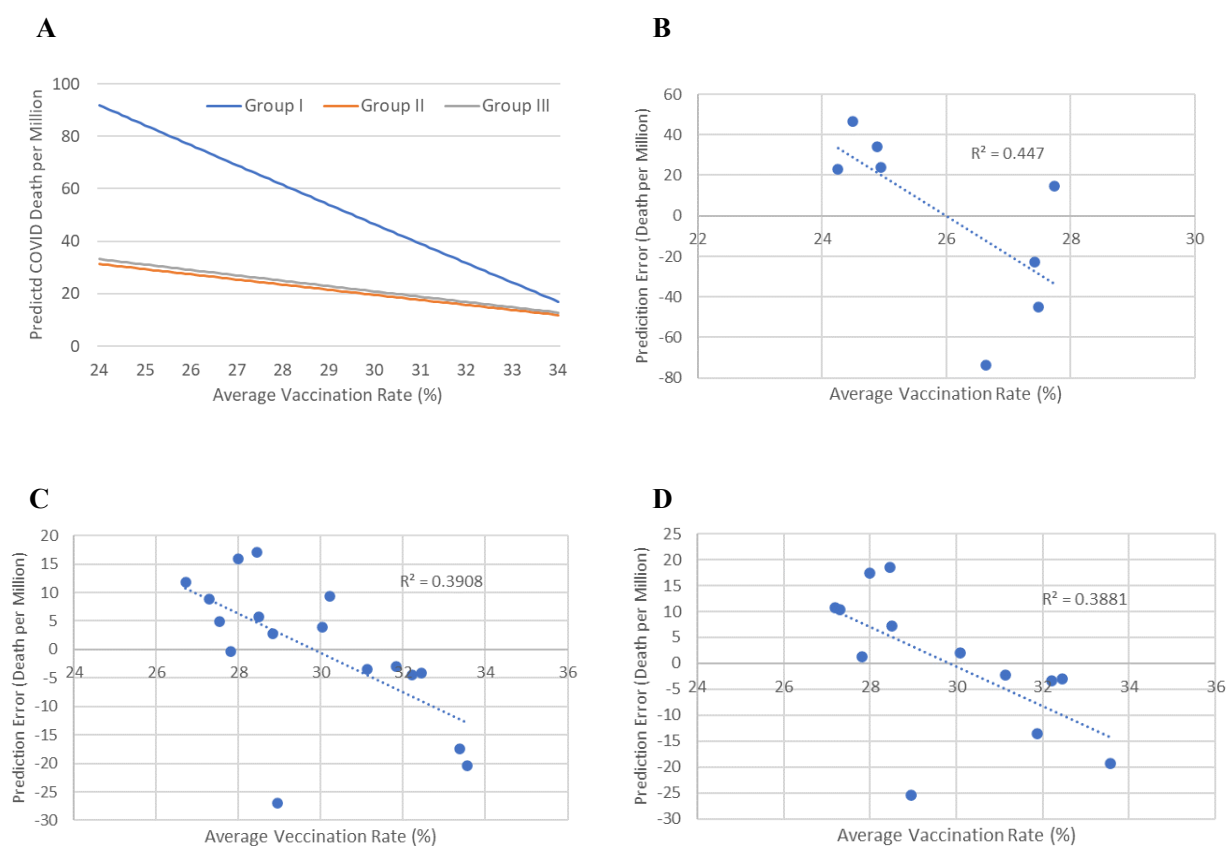 A
Predictd COVID Death per Million
100
80
60
40
20
0
Group I Group II Group III
24 25 26 27 28 29 30 31 32 33 34
Average Vaccination Rate (%)
B
Predicition Error (Death per Million)
60
40
20
0
-20
-40
-60
-80
R² = 0.447
22 24 26 28 30
Average Vaccination Rate (%)
C
Prediction Error (Death per Million)
20
15
10
5
0
-5
-10
-15
-20
-25
-30
R² = 0.3908
24 26 28 30 32 34 36
Average Veccination Rate (%)
D
Prediction Error (Death per Million)
25
20
15
10
5
0
-5
-10
-15
-20
-25
-30
R² = 0.3881
24 26 28 30 32 34 36
Average Vaccination Rate (%)